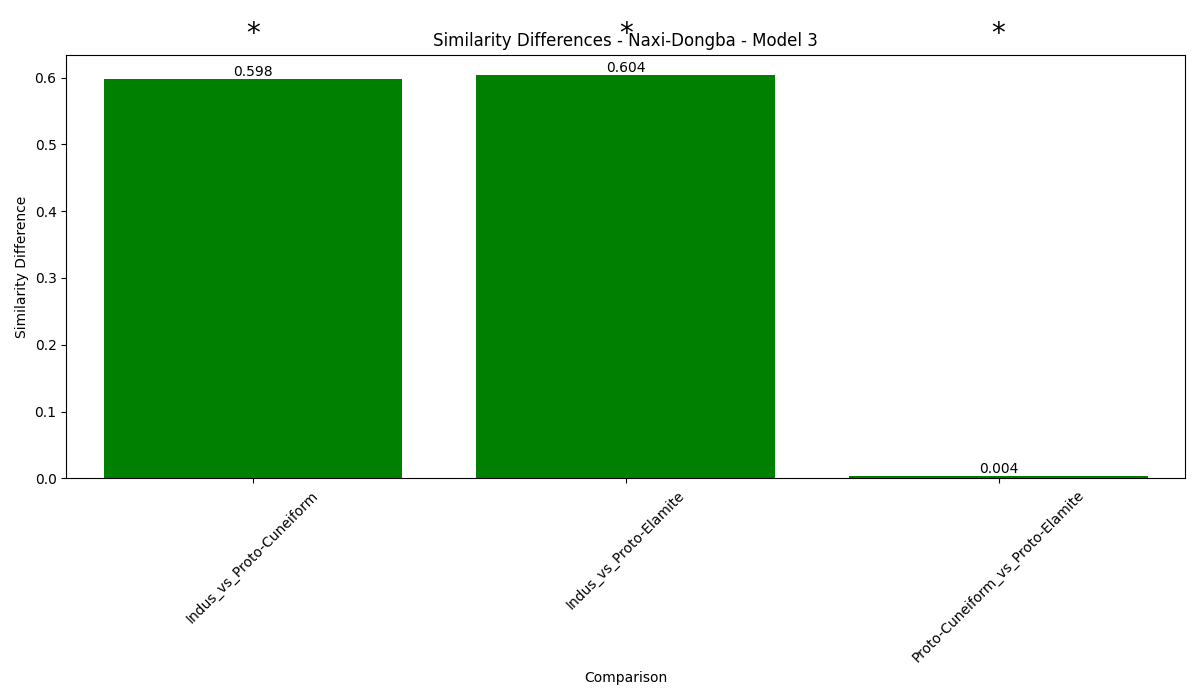 * * *
Similarity Differences - Naxi-Dongba - Model 3
0.598 0.604 0.004
Similarity Difference
0.6
0.5
0.4
0.3
0.2
0.1
0.0
Indus_vs_Proto-Cuneiform
Indus_vs_Proto-Elamite
Proto-Cuneiform_vs_Proto-Elamite
Comparison